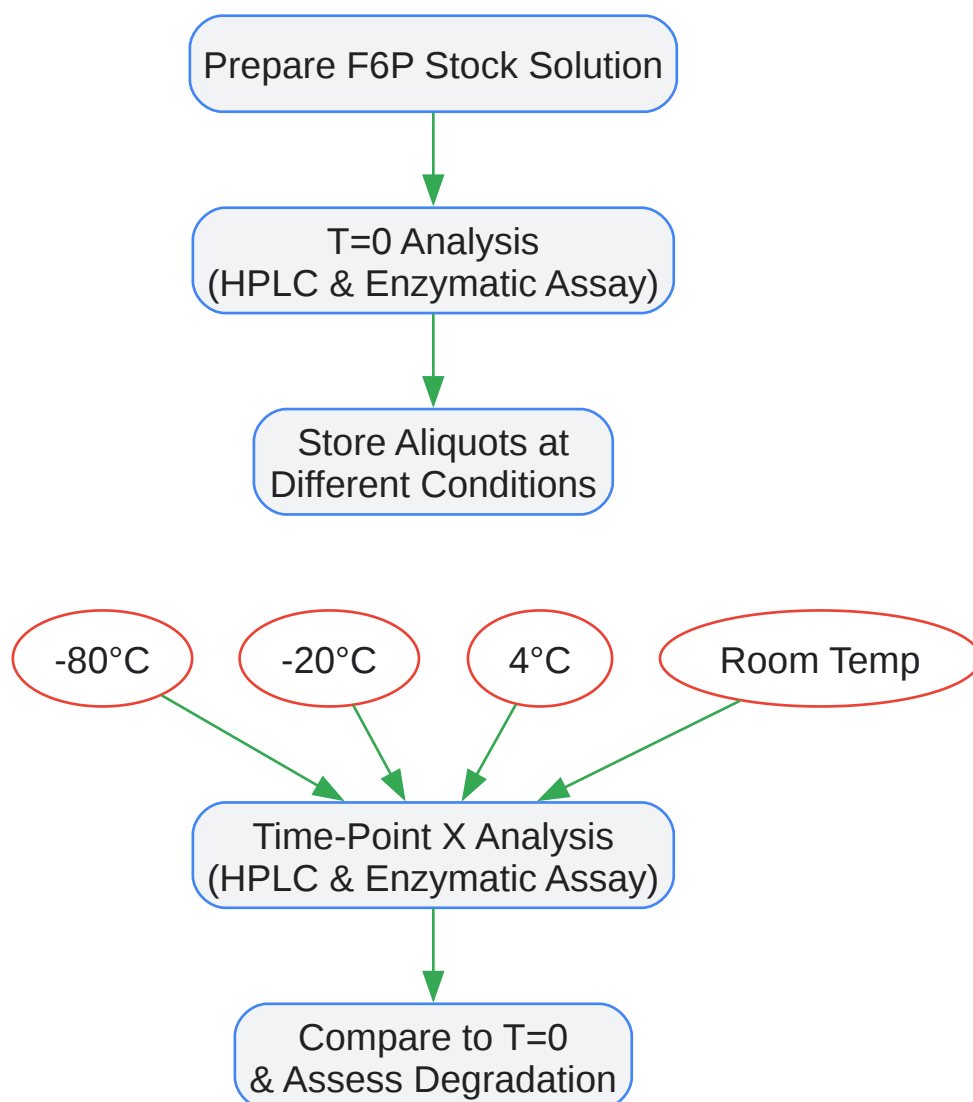 Prepare F6P Stock Solution
T=0 Analysis
(HPLC & Enzymatic Assay)
Store Aliquots at
Different Conditions
-80°C
-20°C
4°C
Room Temp
Time-Point X Analysis
(HPLC & Enzymatic Assay)
Compare to T=0
& Assess Degradation